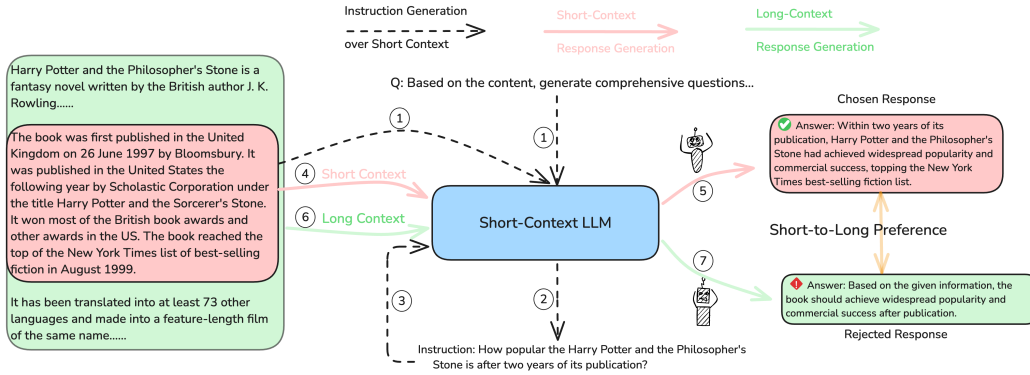 Instruction Generation
over Short Context
Short-Context
Response Generation
Long-Context
Response Generation
Harry Potter and the Philosopher's Stone is a
fantasy novel written by the British author J. K.
Rowling......
The book was first published in the United
Kingdom on 26 June 1997 by Bloomsbury. It
was published in the United States the
following year by Scholastic Corporation under
the title Harry Potter and the Sorcerer's Stone.
It won most of the British book awards and
other awards in the US. The book reached the
top of the New York Times list of best-selling
fiction in August 1999.
It has been translated into at least 73 other
languages and made into a feature-length film
of the same name......
Q: Based on the content, generate comprehensive questions...
1
1
4 Short Context
6 Long Context
Short-Context LLM
3
2
Instruction: How popular the Harry Potter and the Philosopher's
Stone is after two years of its publication?
5
7
Chosen Response
Answer: Within two years of its
publication, Harry Potter and the Philosopher's
Stone had achieved widespread popularity and
commercial success, topping the New York
Times best-selling fiction list.
Short-to-Long Preference
Answer: Based on the given information, the
book should achieve widespread popularity and
commercial success after publication.
Rejected Response